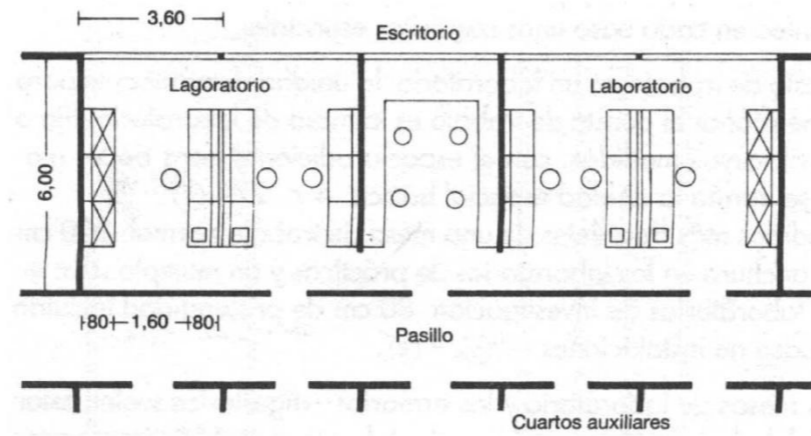 3,60
Escritorio
Lagoratorio
Laboratorio
6,00
80 1,60 80
Pasillo
Cuartos auxiliares